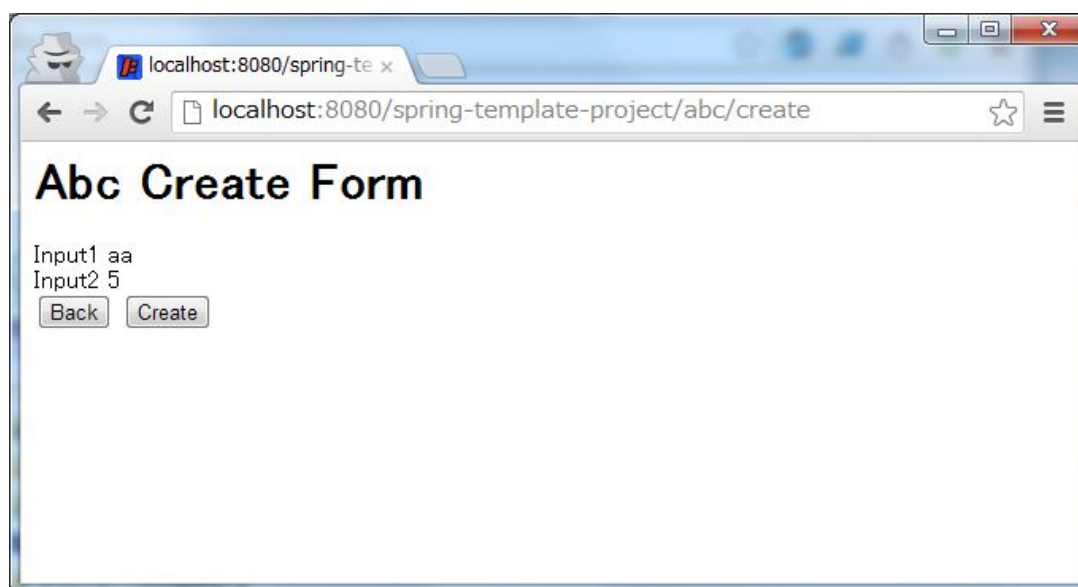 localhost:8080/spring-te
localhost:8080/spring-template-project/abc/create
Abc Create Form
Input1 aa
Input2 5
Back Create